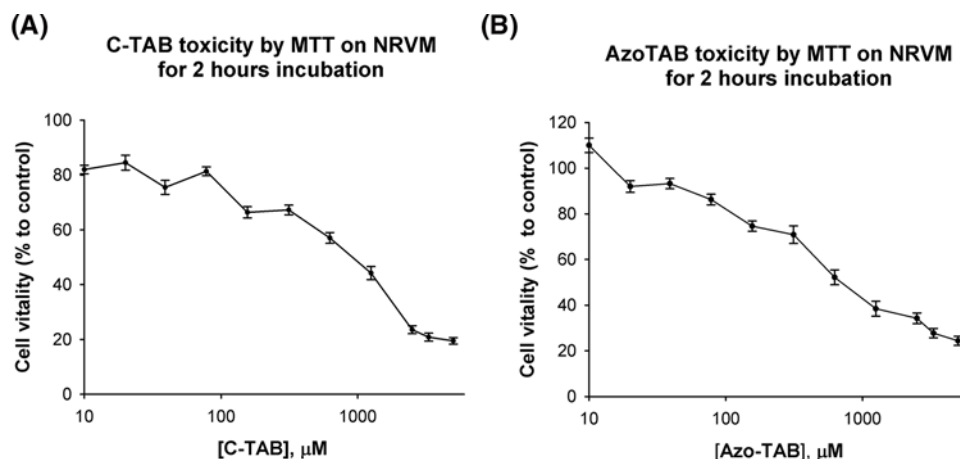 (A)
C-TAB toxicity by MTT on NRVM
for 2 hours incubation
Cell vitality (% to control)
100
80
60
40
20
0
10
100
1000
[C-TAB], μM
(B)
AzoTAB toxicity by MTT on NRVM
for 2 hours incubation
Cell vitality (% to control)
120
100
80
60
40
20
0
10
100
1000
[Azo-TAB], μM